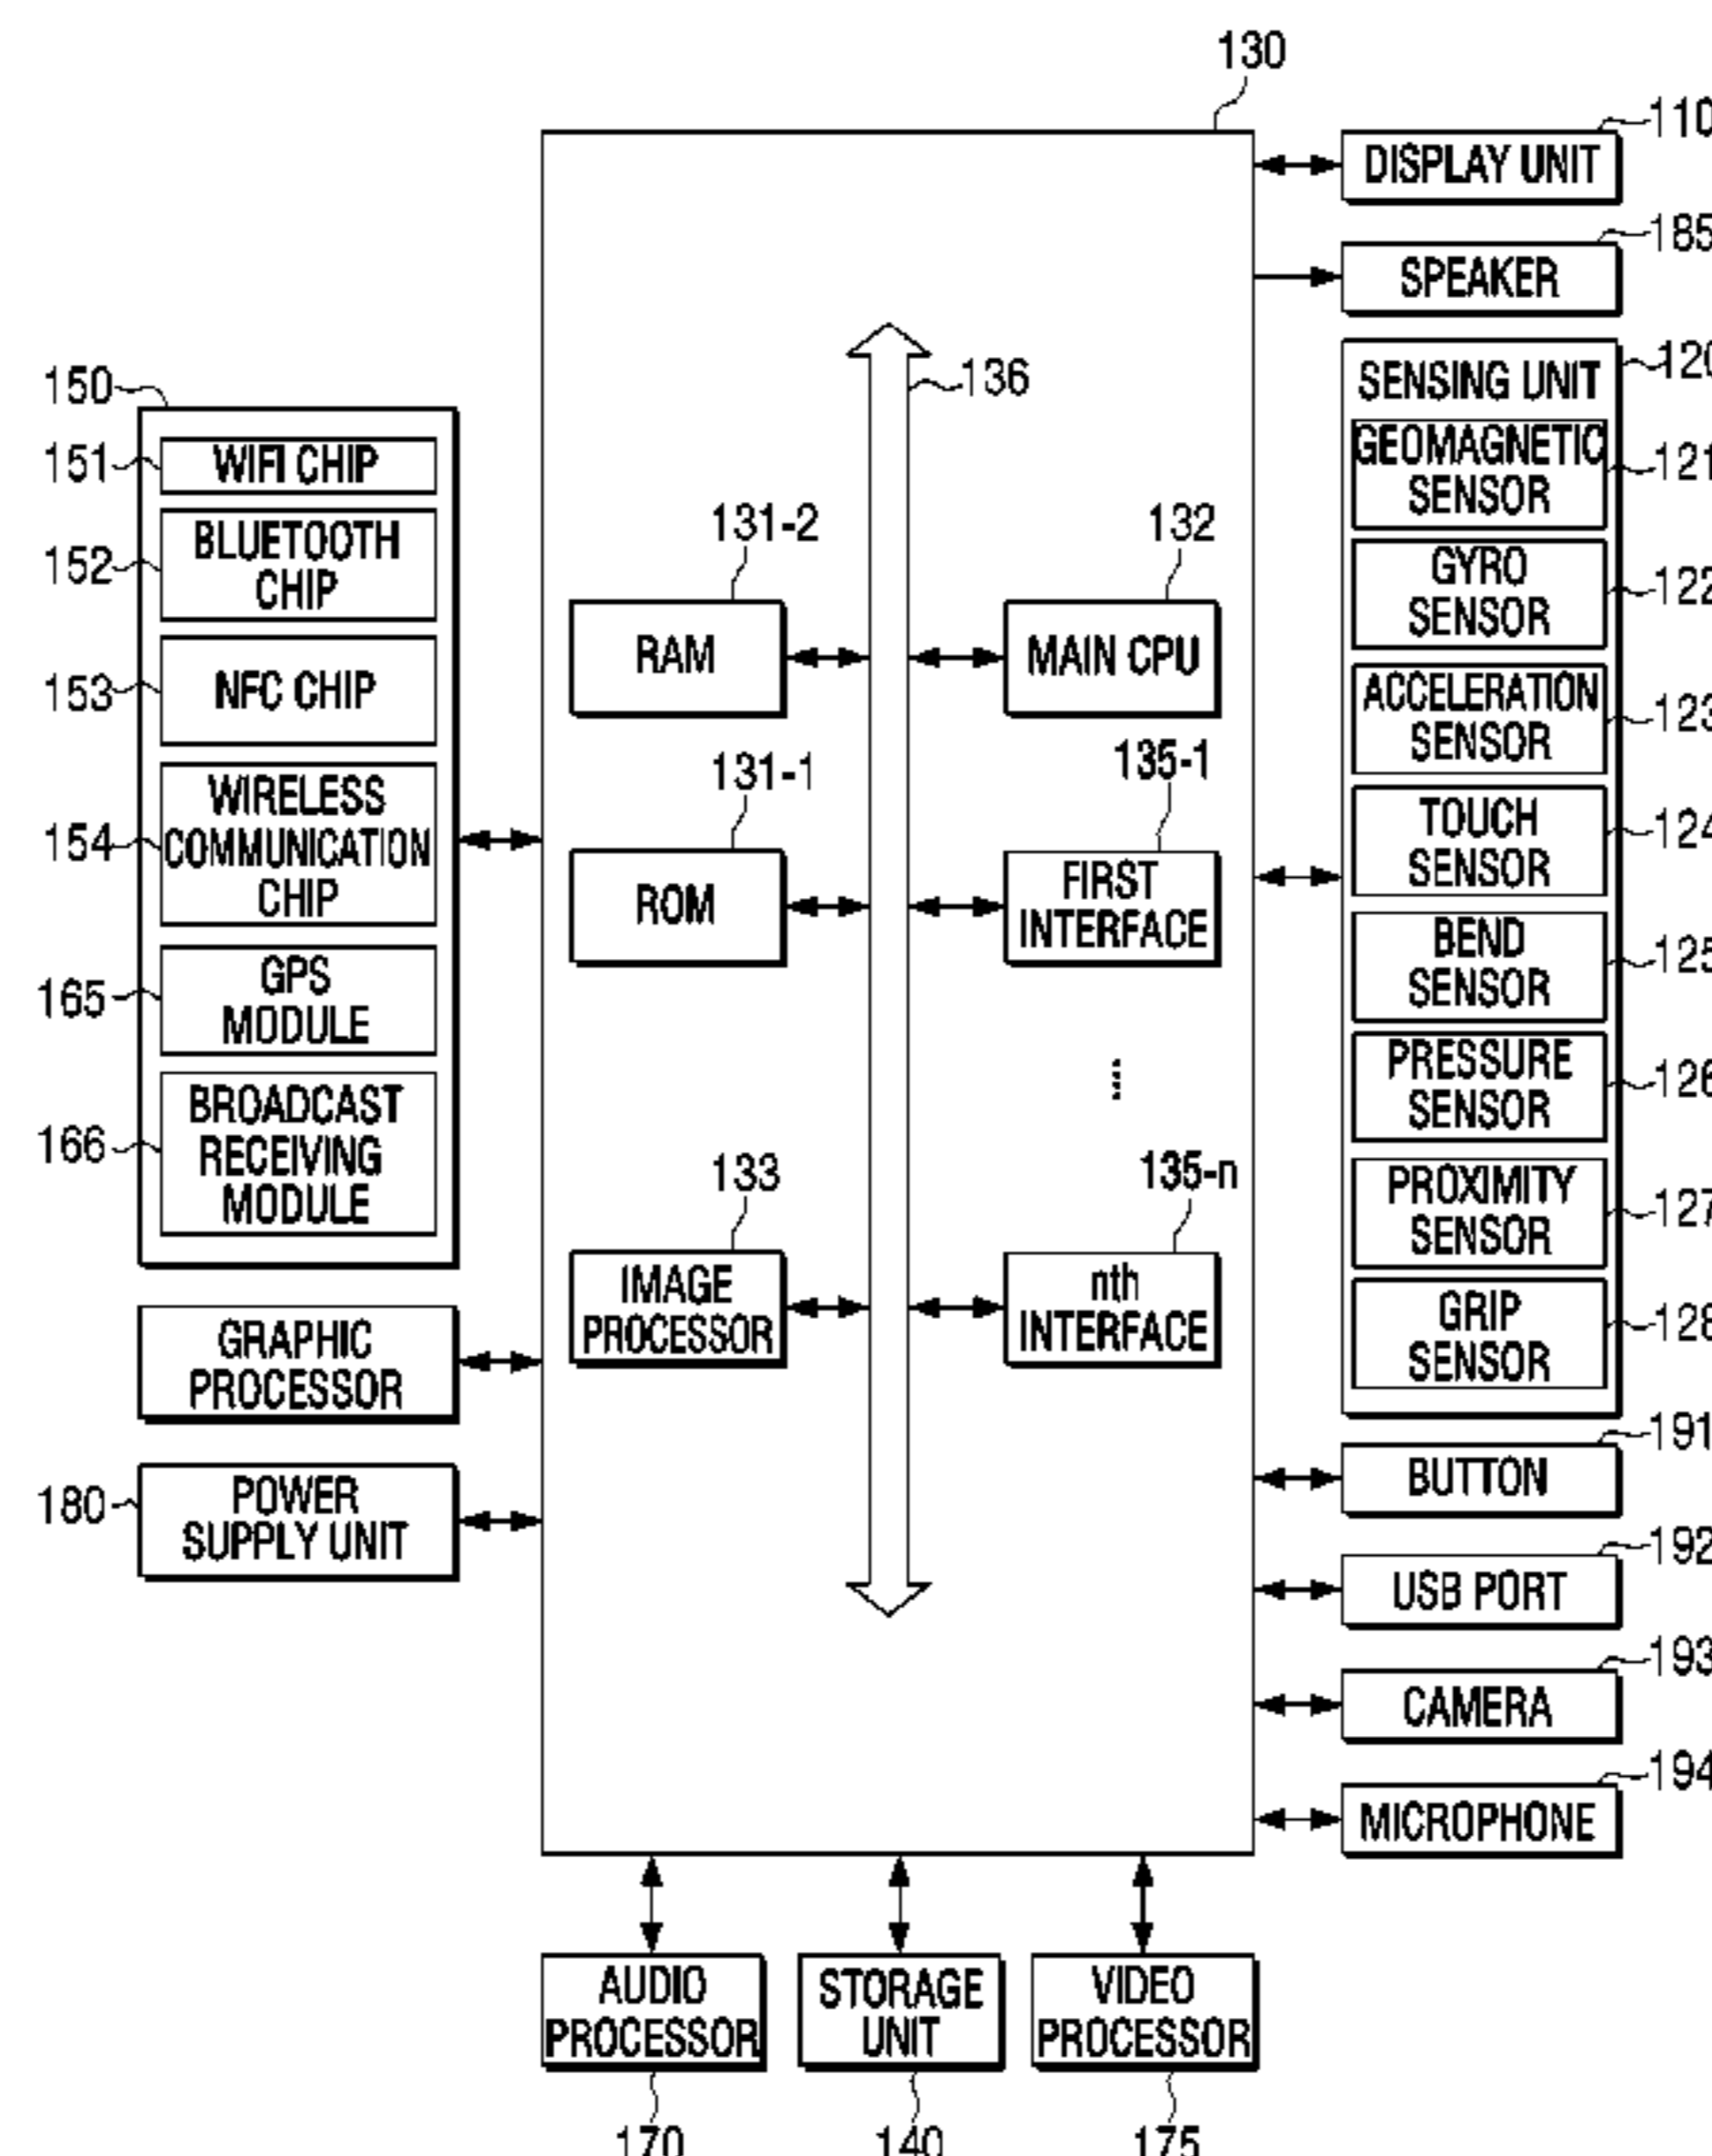 130
110
DISPLAY UNIT
185
SPEAKER
120
SENSING UNIT
GEOMAGNETIC
SENSOR
121
GYRO
SENSOR
122
ACCELERATION
SENSOR
123
TOUCH
SENSOR
124
BEND
SENSOR
125
PRESSURE
SENSOR
126
PROXIMITY
SENSOR
127
GRIP
SENSOR
128
191
BUTTON
192
USB PORT
193
CAMERA
194
MICROPHONE
136
131-2
RAM
132
MAIN CPU
131-1
ROM
135-1
FIRST
INTERFACE
133
IMAGE
PROCESSOR
135-n
nth
INTERFACE
150
151
WIFI CHIP
152
BLUETOOTH
CHIP
153
NFC CHIP
154
WIRELESS
COMMUNICATION
CHIP
165
GPS
MODULE
166
BROADCAST
RECEIVING
MODULE
GRAPHIC
PROCESSOR
180
POWER
SUPPLY UNIT
AUDIO
PROCESSOR
170
STORAGE
UNIT
140
VIDEO
PROCESSOR
175